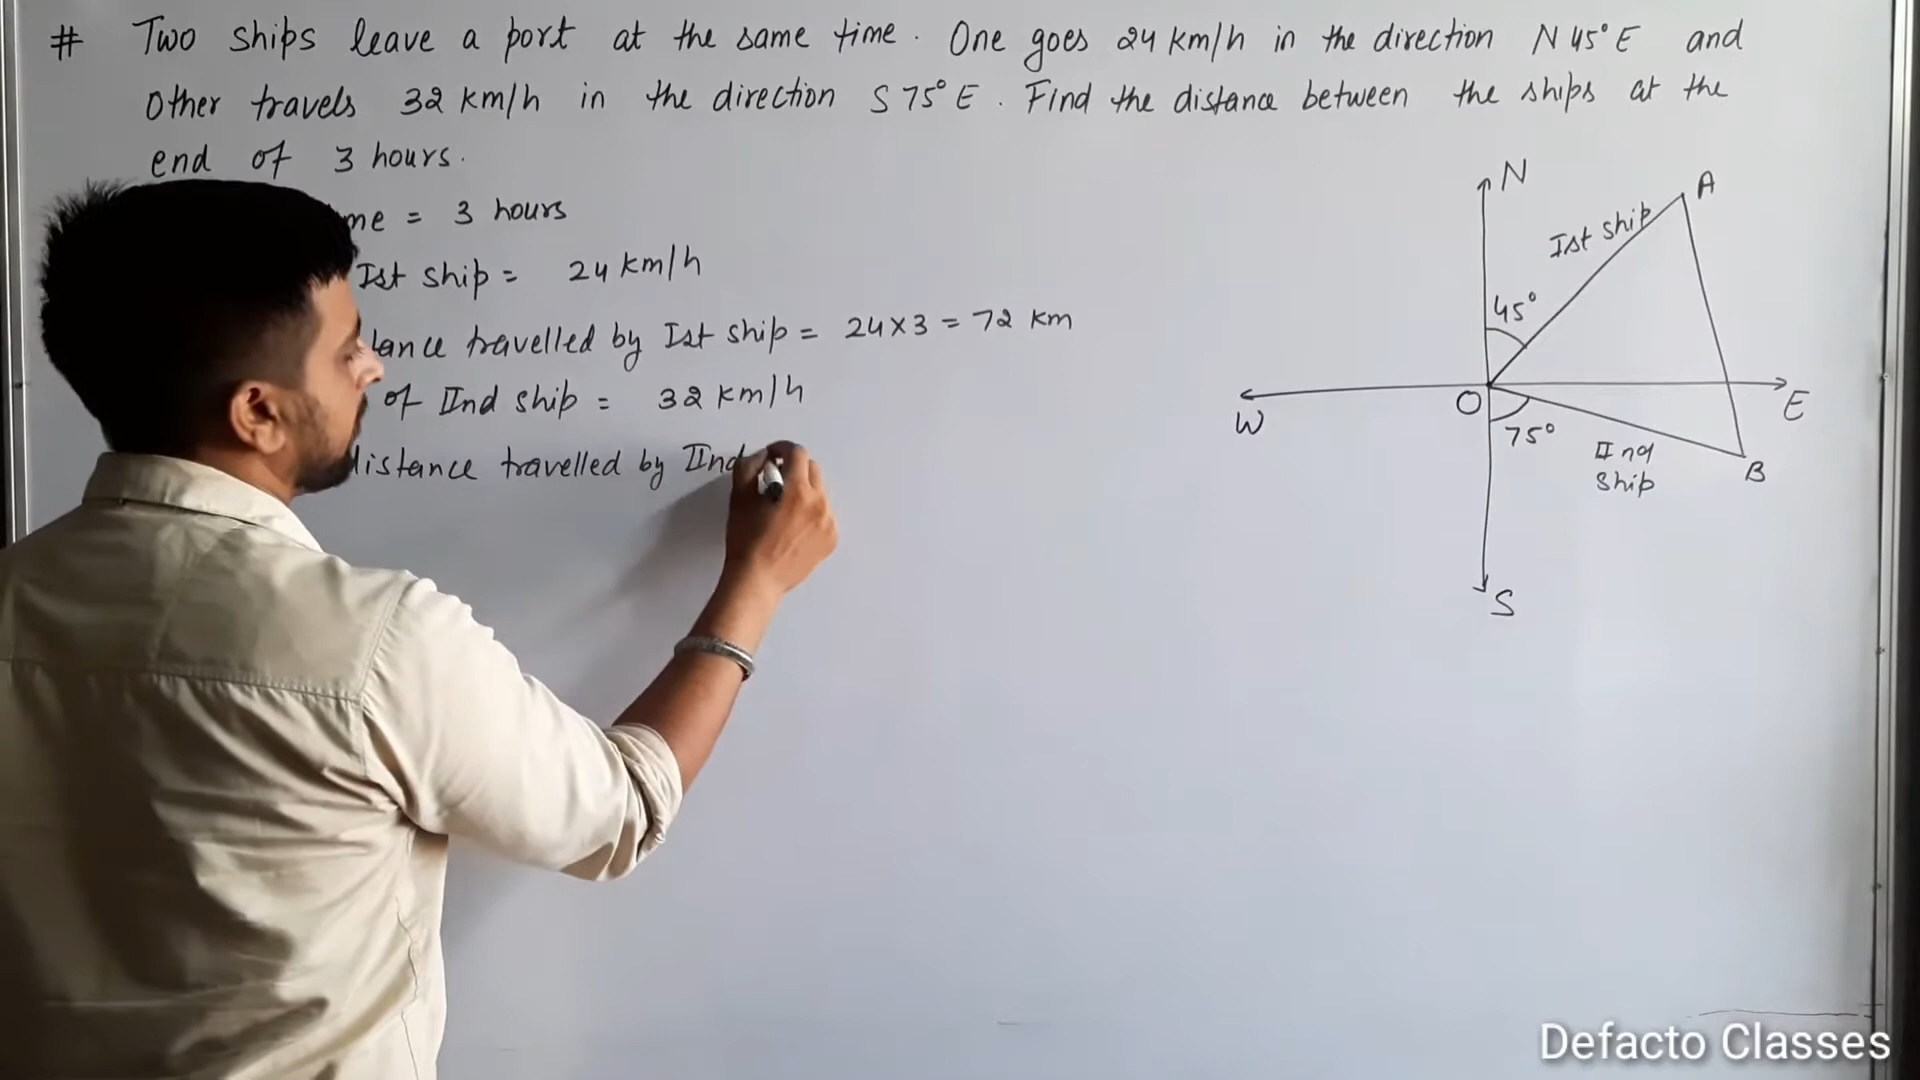 # Two ships leave a port at the same time. One goes 24 km/h in the direction N 45° E and
Other travels 32 km/h in the direction S 75° E. Find the distance between the ships at the
end of 3 hours.
me = 3 hours
Ist ship = 24 km/h
tance travelled by Ist ship = 24 × 3 = 72 km
of IInd ship = 32 km/h
distance travelled by IInd
N
A
Ist ship
45°
W
O
E
75°
IInd
ship
B
S
Defacto Classes